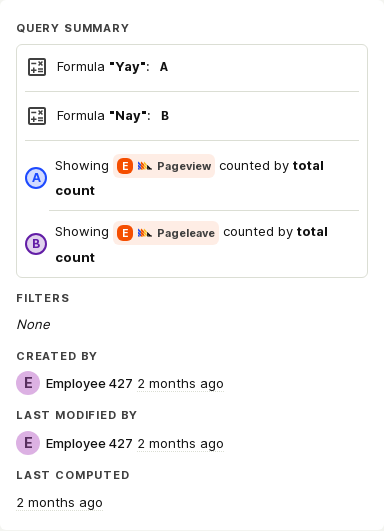 QUERY SUMMARY
Formula "Yay": A
Formula "Nay": B
A Showing E Pageview counted by total
count
B Showing E Pageleave counted by total
count
FILTERS
None
CREATED BY
E Employee 427 2 months ago
LAST MODIFIED BY
E Employee 427 2 months ago
LAST COMPUTED
2 months ago